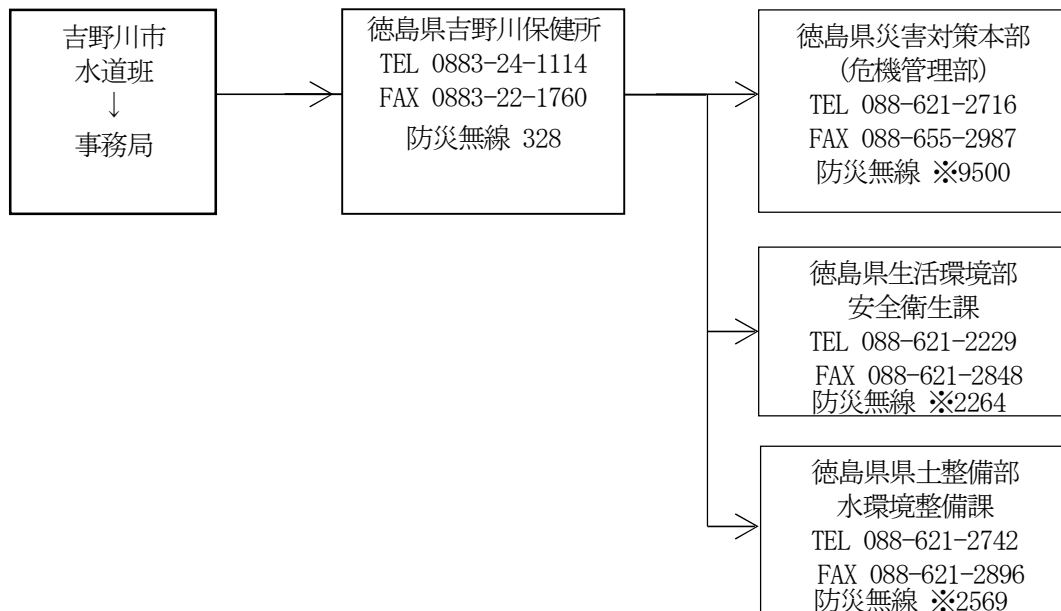 吉野川市
水道班
↓
事務局
徳島県吉野川保健所
TEL 0883-24-1114
FAX 0883-22-1760
防災無線 328
徳島県災害対策本部
(危機管理部)
TEL 088-621-2716
FAX 088-655-2987
防災無線 ※9500
徳島県生活環境部
安全衛生課
TEL 088-621-2229
FAX 088-621-2848
防災無線 ※2264
徳島県県土整備部
水環境整備課
TEL 088-621-2742
FAX 088-621-2896
防災無線 ※2569